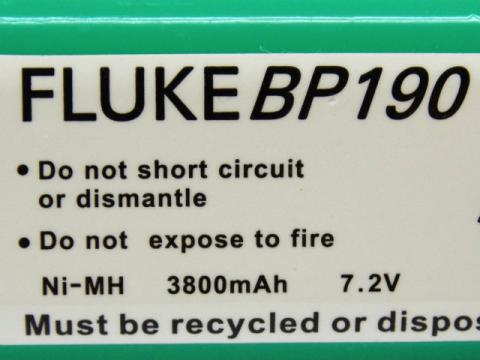 FLUKE BP190
• Do not short circuit
or dismantle
• Do not expose to fire
Ni-MH 3800mAh 7.2V
Must be recycled or dispos